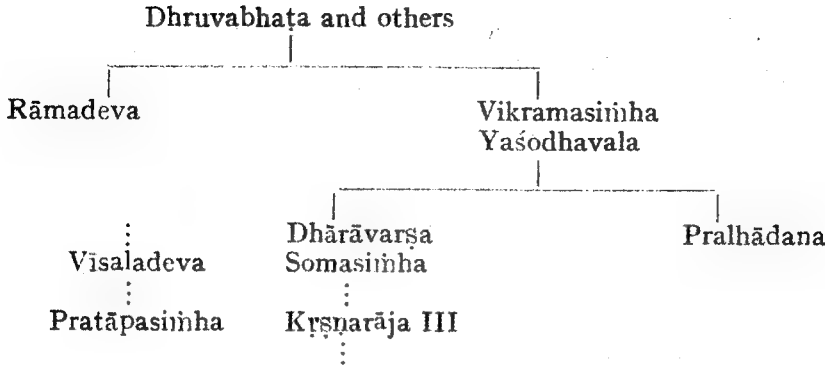 Dhruvabhaṭa and others
Rāmadeva
Vikramasiṁha
Yaśodhavala
Dhārāvarṣa
Pralhādana
Vīsaladeva
Somasiṁha
Pratāpasiṁha
Kṛṣṇarāja III